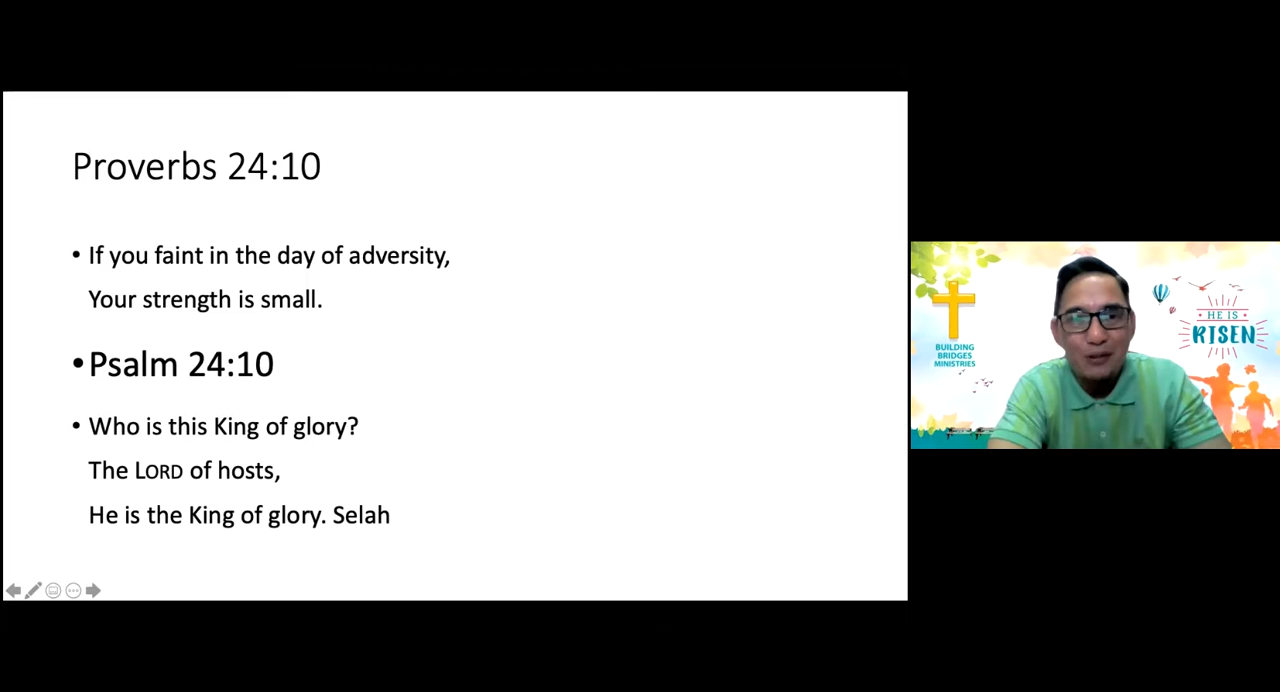 Proverbs 24:10
• If you faint in the day of adversity,
Your strength is small.
• Psalm 24:10
• Who is this King of glory?
The LORD of hosts,
He is the King of glory. Selah
BUILDING
BRIDGES
MINISTRIES
HE IS
RISEN